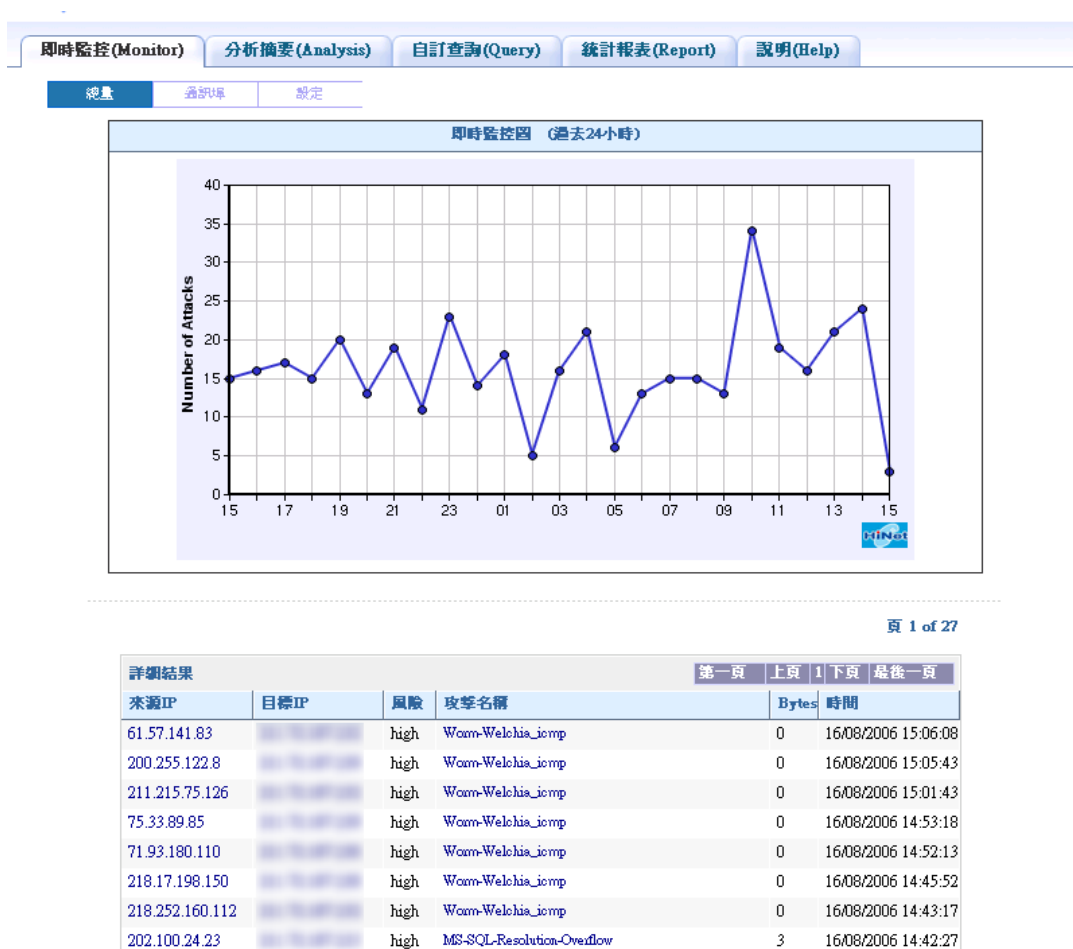 即時監控(Monitor) 分析摘要(Analysis) 自訂查詢(Query) 統計報表(Report) 說明(Help)
總量 通訊埠 設定
即時監控圖 (過去24小時)
Number of Attacks
40
35
30
25
20
15
10
5
0
15 17 19 21 23 01 03 05 07 09 11 13 15
HiNet
頁 1 of 27
詳細結果 第一頁 上頁 1 下頁 最後一頁
來源IP 目標IP 風險 攻擊名稱 Bytes 時間
61.57.141.83 high Worm-Welchia_icmp 0 16/08/2006 15:06:08
200.255.122.8 high Worm-Welchia_icmp 0 16/08/2006 15:05:43
211.215.75.126 high Worm-Welchia_icmp 0 16/08/2006 15:01:43
75.33.89.85 high Worm-Welchia_icmp 0 16/08/2006 14:53:18
71.93.180.110 high Worm-Welchia_icmp 0 16/08/2006 14:52:13
218.17.198.150 high Worm-Welchia_icmp 0 16/08/2006 14:45:52
218.252.160.112 high Worm-Welchia_icmp 0 16/08/2006 14:43:17
202.100.24.23 high MS-SQL-Resolution-Overflow 3 16/08/2006 14:42:27